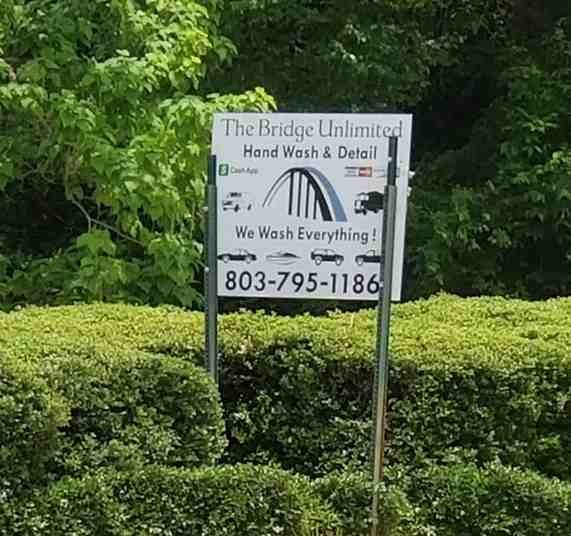 The Bridge Unlimited
Hand Wash & Detail
Cash App
We Wash Everything!
803-795-1186